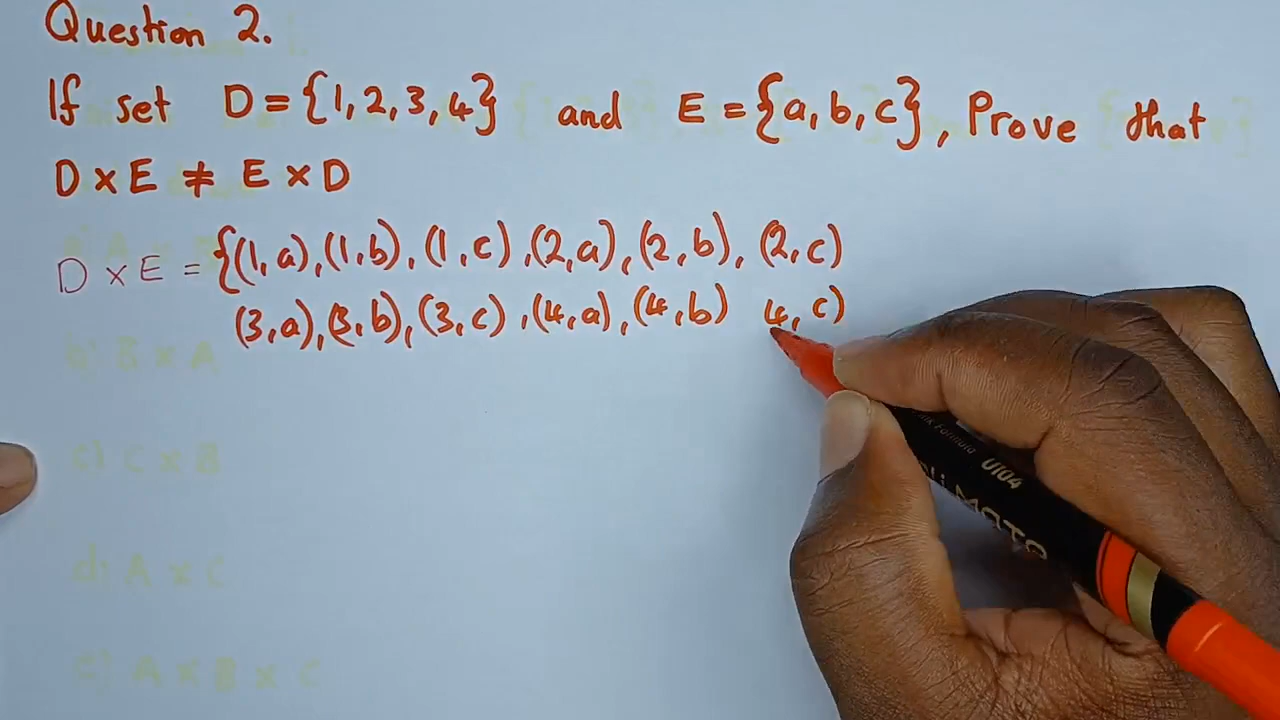 Question 2.
If set D = {1, 2, 3, 4} and E = {a, b, c}, Prove that
D × E ≠ E × D
D × E = {(1, a), (1, b), (1, c), (2, a), (2, b), (2, c)
(3, a), (3, b), (3, c), (4, a), (4, b) 4, c)
b) B × A
c) C × B
d) A × C
e) A × B × C
U104